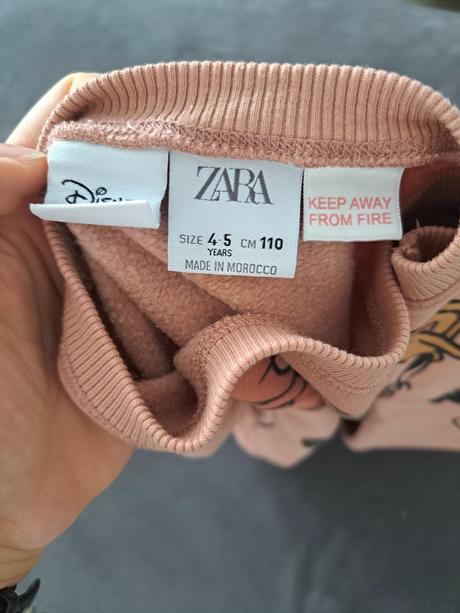 ZARA
SIZE 4-5 CM 110
YEARS
MADE IN MOROCCO
KEEP AWAY
FROM FIRE